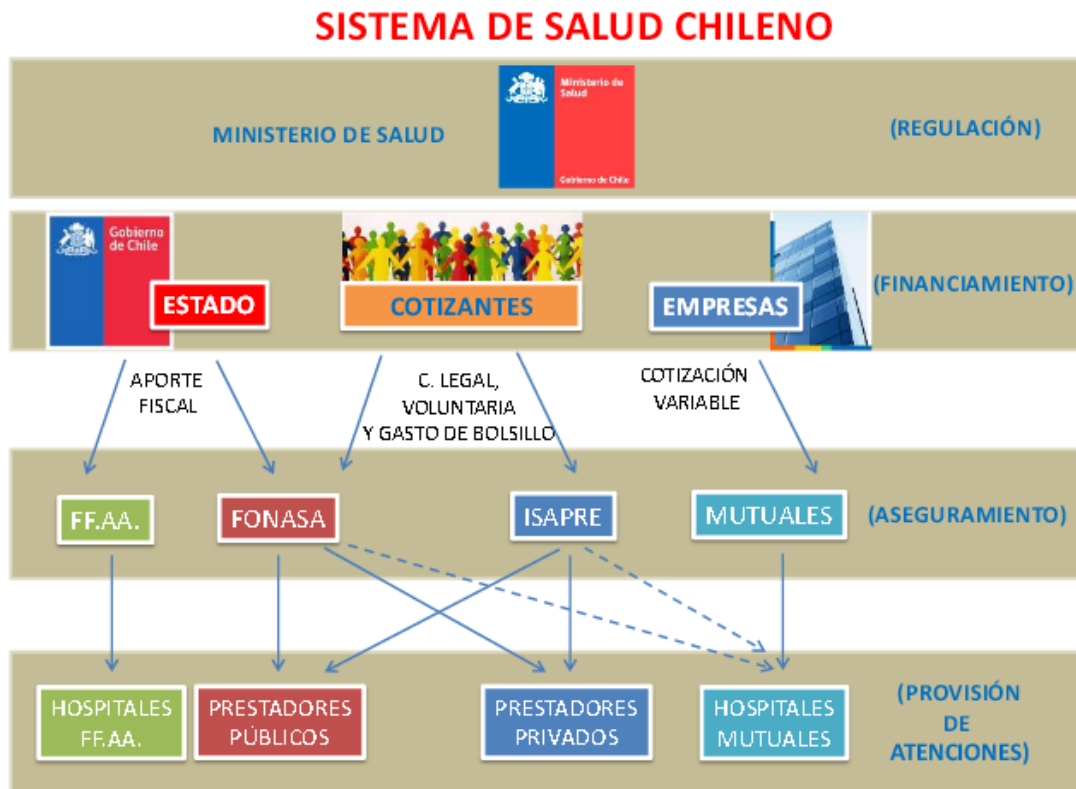 SISTEMA DE SALUD CHILENO
Ministerio de
Salud
Gobierno de Chile
MINISTERIO DE SALUD
(REGULACIÓN)
Gobierno
de Chile
ESTADO
COTIZANTES
EMPRESAS
(FINANCIAMIENTO)
APORTE
FISCAL
C. LEGAL,
VOLUNTARIA
Y GASTO DE BOLSILLO
COTIZACIÓN
VARIABLE
FF.AA.
FONASA
ISAPRE
MUTUALES
(ASEGURAMIENTO)
HOSPITALES
FF.AA.
PRESTADORES
PÚBLICOS
PRESTADORES
PRIVADOS
HOSPITALES
MUTUALES
(PROVISIÓN
DE
ATENCIONES)